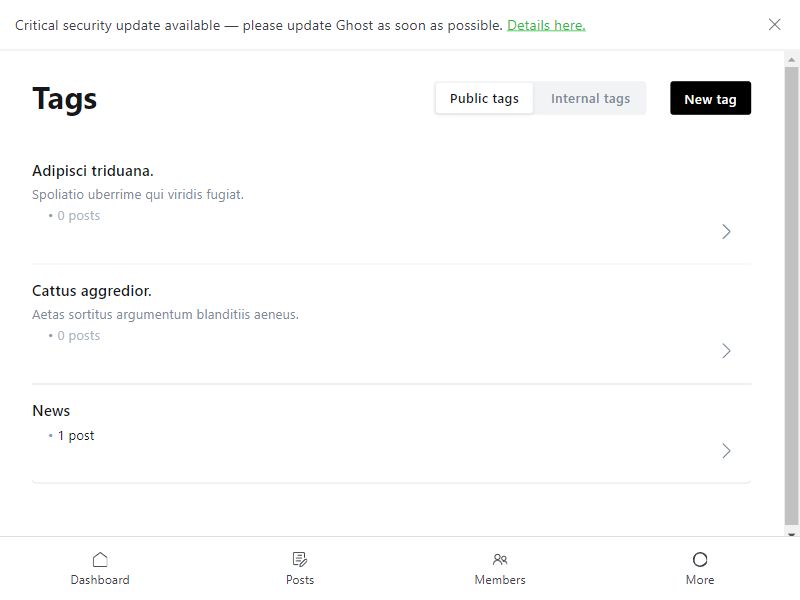 Critical security update available — please update Ghost as soon as possible. Details here.
Tags
Public tags
Internal tags
New tag
Adipisci triduana.
Spoliatio uberrime qui viridis fugiat.
• 0 posts
Cattus aggredior.
Aetas sortitus argumentum blanditiis aeneus.
• 0 posts
News
• 1 post
Dashboard
Posts
Members
More